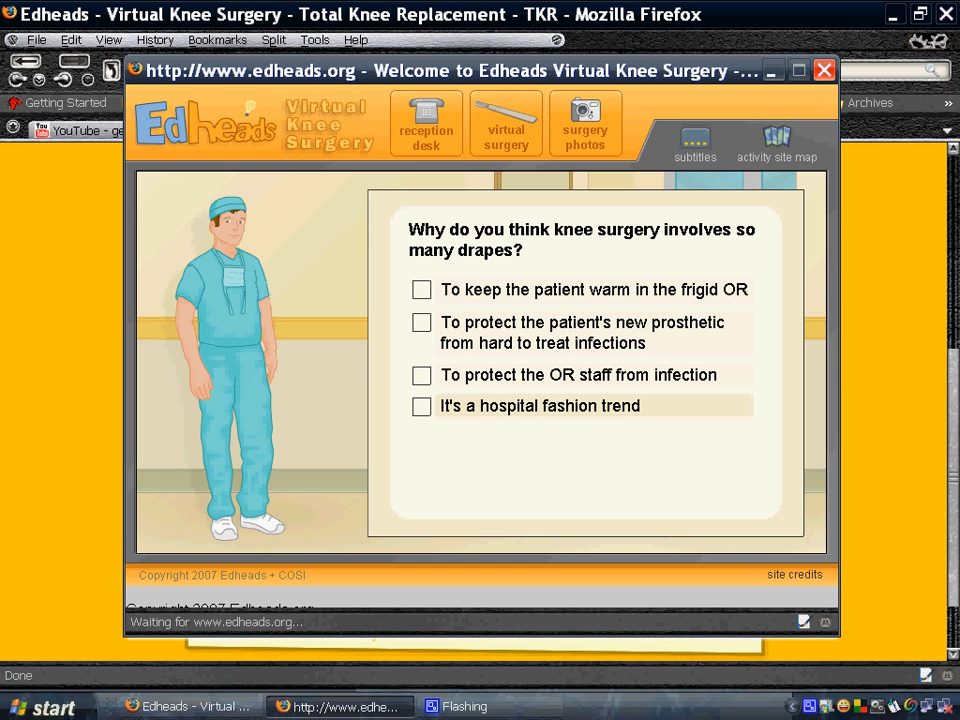 Edheads - Virtual Knee Surgery - Total Knee Replacement - TKR - Mozilla Firefox
File Edit View History Bookmarks Split Tools Help
http://www.edheads.org - Welcome to Edheads Virtual Knee Surgery -...
Getting Started
Archives
YouTube - ge
Edheads
Virtual
Knee
Surgery
reception
desk
virtual
surgery
surgery
photos
subtitles
activity site map
Why do you think knee surgery involves so
many drapes?
To keep the patient warm in the frigid OR
To protect the patient's new prosthetic
from hard to treat infections
To protect the OR staff from infection
It's a hospital fashion trend
Copyright 2007 Edheads + COSI
site credits
Copyright 2007 Edheads.org
Waiting for www.edheads.org...
Done
start
Edheads - Virtual ...
http://www.edhe...
Flashing